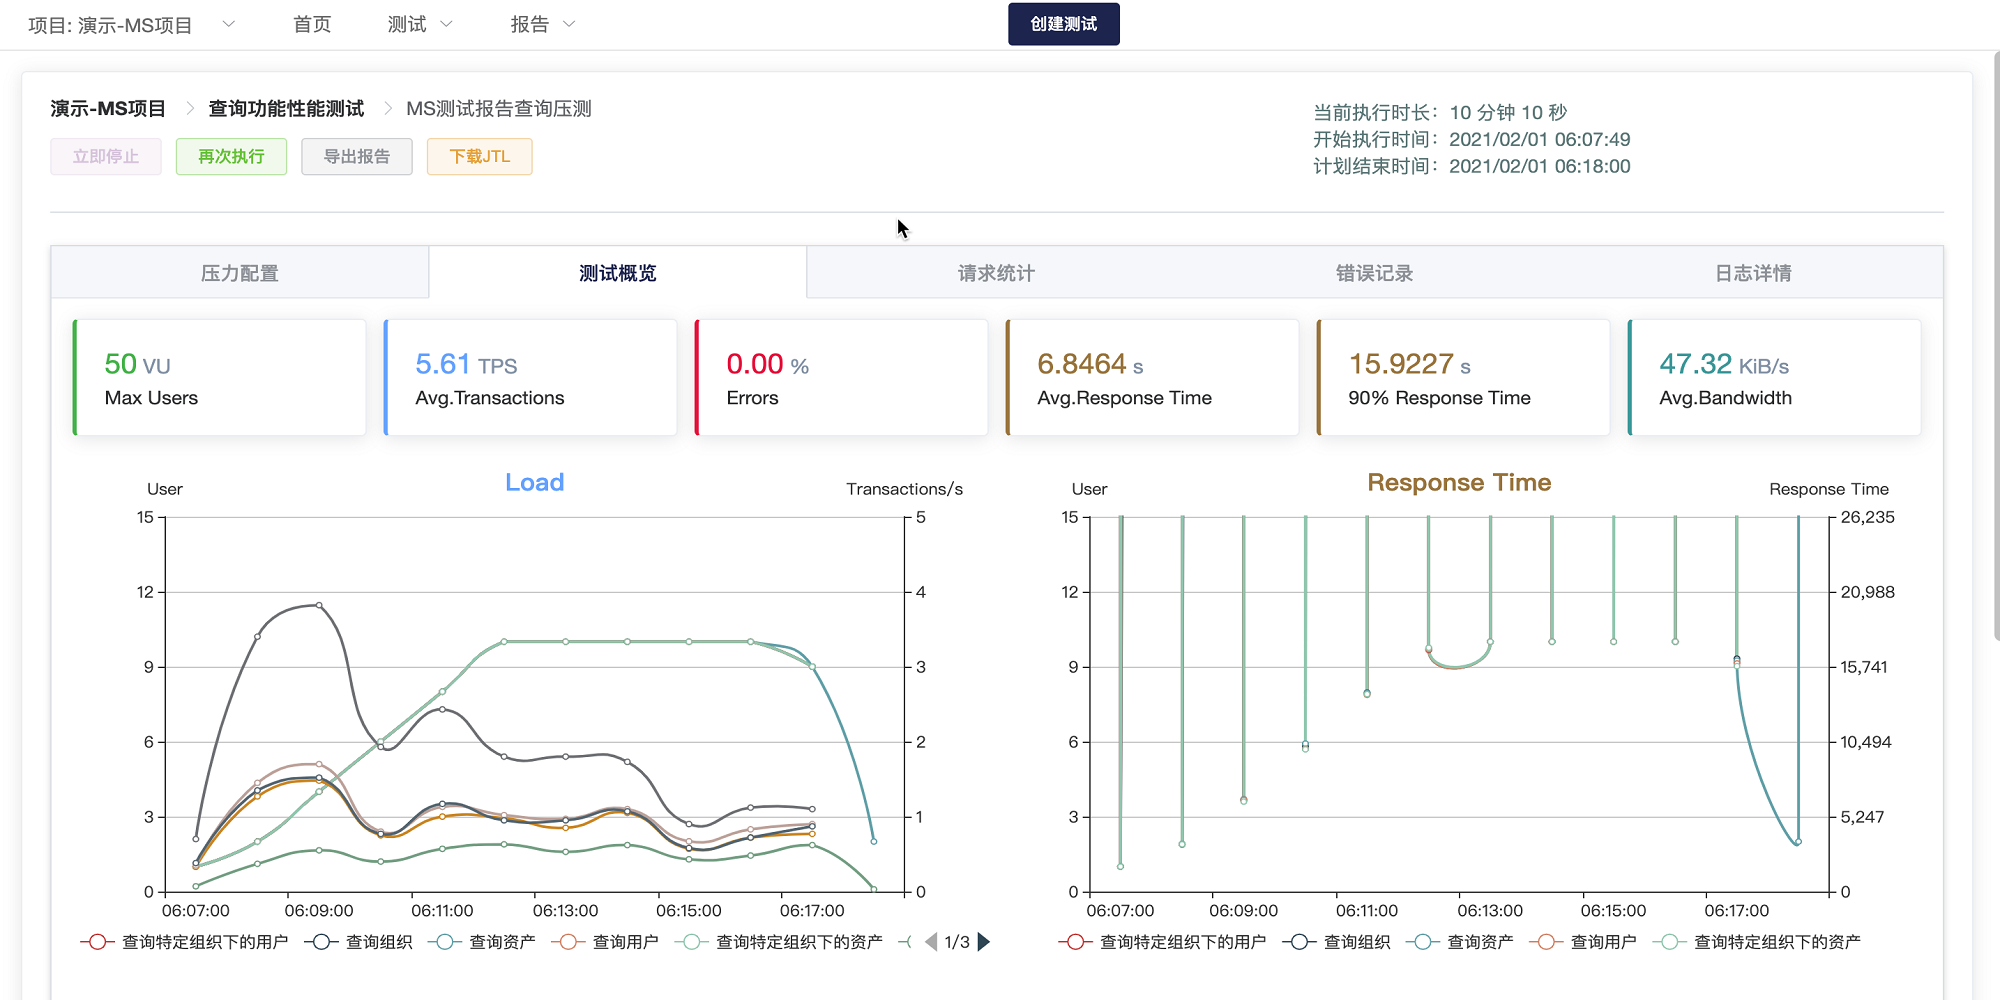 项目: 演示-MS项目 首页 测试 报告 创建测试
演示-MS项目 查询功能性能测试 MS测试报告查询压测
立即停止 再次执行 导出报告 下载JTL
当前执行时长：10 分钟 10 秒
开始执行时间：2021/02/01 06:07:49
计划结束时间：2021/02/01 06:18:00
压力配置 测试概览 请求统计 错误记录 日志详情
50 VU
Max Users
5.61 TPS
Avg.Transactions
0.00 %
Errors
6.8464 s
Avg.Response Time
15.9227 s
90% Response Time
47.32 KiB/s
Avg.Bandwidth
Load
User Transactions/s
15 5
12 4
9 3
6 2
3 1
0 0
06:07:00 06:09:00 06:11:00 06:13:00 06:15:00 06:17:00
查询特定组织下的用户 查询组织 查询资产 查询用户 查询特定组织下的资产 1/3
Response Time
User Response Time
15 26,235
12 20,988
9 15,741
6 10,494
3 5,247
0 0
06:07:00 06:09:00 06:11:00 06:13:00 06:15:00 06:17:00
查询特定组织下的用户 查询组织 查询资产 查询用户 查询特定组织下的资产